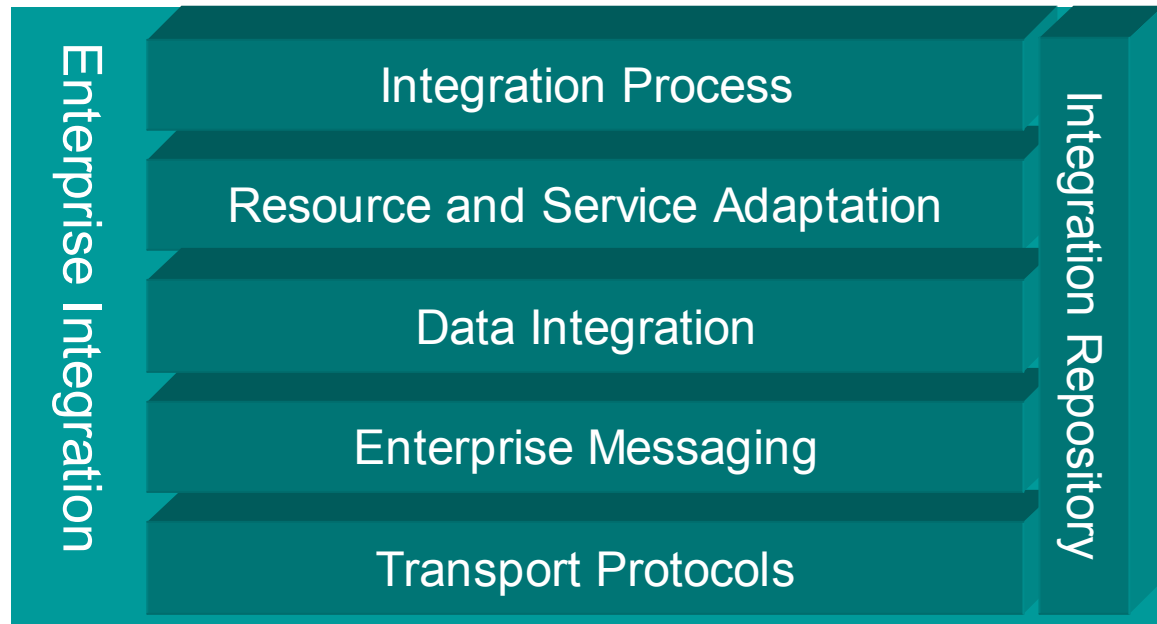 Enterprise Integration
Integration Process
Resource and Service Adaptation
Data Integration
Enterprise Messaging
Transport Protocols
Integration Repository